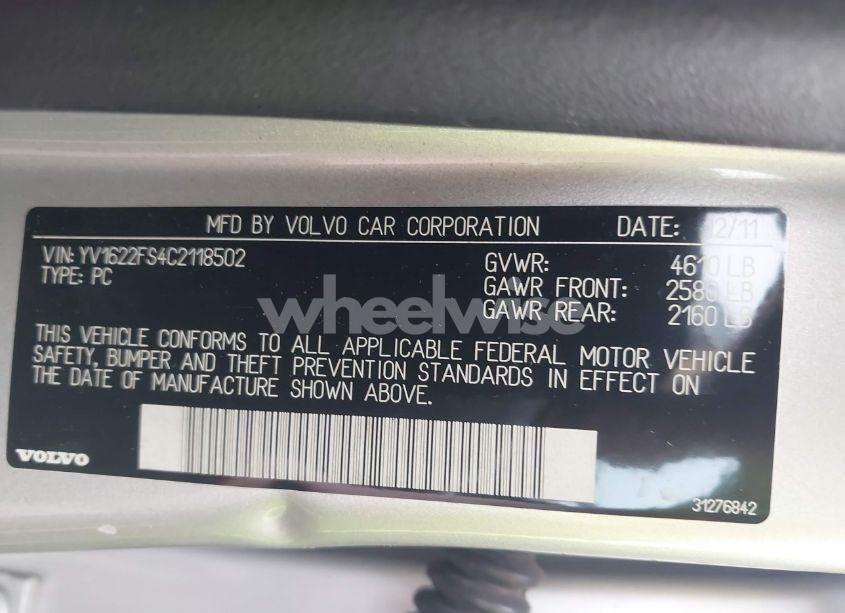 MFD BY VOLVO CAR CORPORATION DATE: 12/11
VIN: YV1622FS4C2118502
TYPE: PC
GVWR: 4610 LB
GAWR FRONT: 2580 LB
GAWR REAR: 2160 LB
wheelwise
THIS VEHICLE CONFORMS TO ALL APPLICABLE FEDERAL MOTOR VEHICLE
SAFETY, BUMPER AND THEFT PREVENTION STANDARDS IN EFFECT ON
THE DATE OF MANUFACTURE SHOWN ABOVE.
VOLVO
31276842